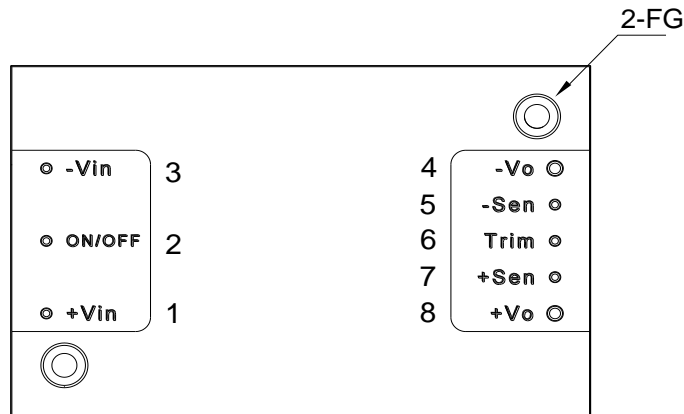 2-FG
-Vin 3 4 -Vo
5 -Sen
ON/OFF 2 6 Trim
7 +Sen
+Vin 1 8 +Vo